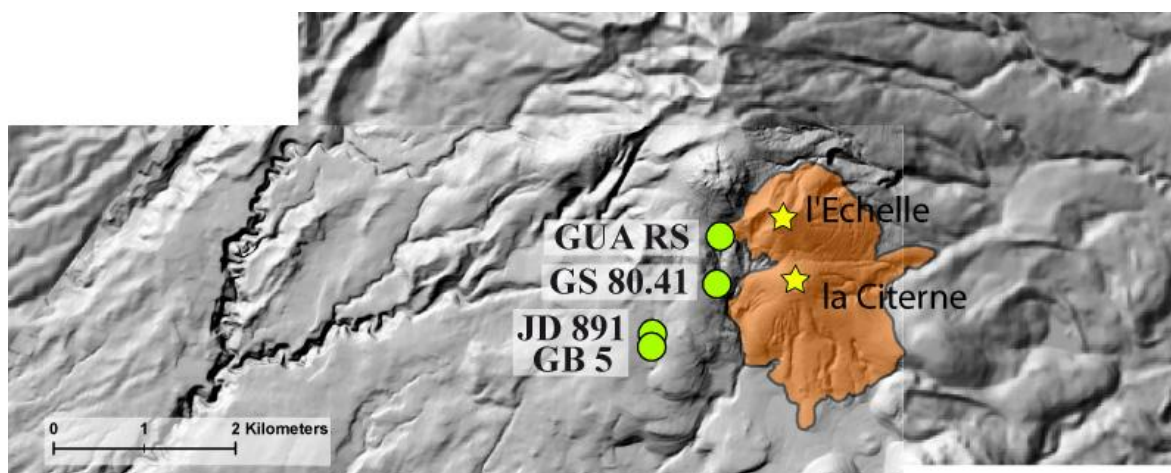 l'Echelle
GUA RS
GS 80.41
la Citerne
JD 891
GB 5
0 1 2 Kilometers